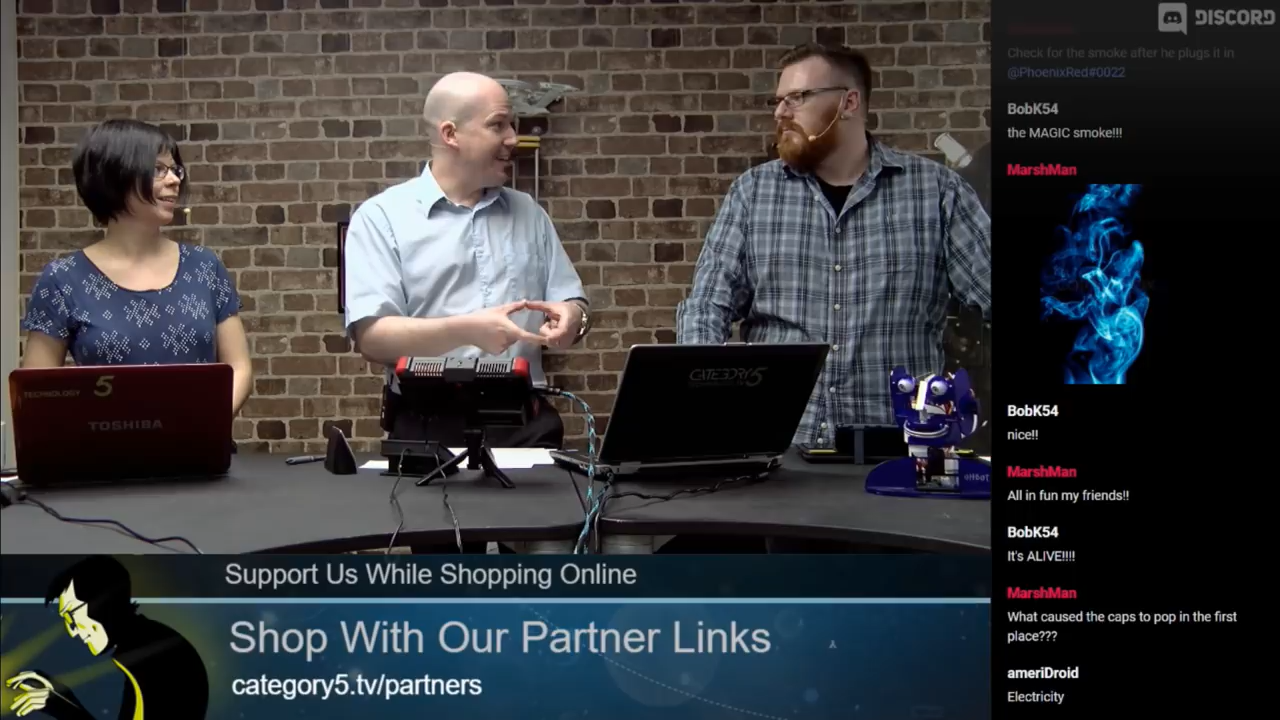 DISCORD
Check for the smoke after he plugs it in
@PhoenixRed#0022
BobK54
the MAGIC smoke!!!
MarshMan
BobK54
nice!!
MarshMan
All in fun my friends!!
BobK54
It's ALIVE!!!!
MarshMan
What caused the caps to pop in the first
place???
ameriDroid
Electricity
TECHNOLOGY 5
TOSHIBA
CATEGORY5
Support Us While Shopping Online
Shop With Our Partner Links
category5.tv/partners